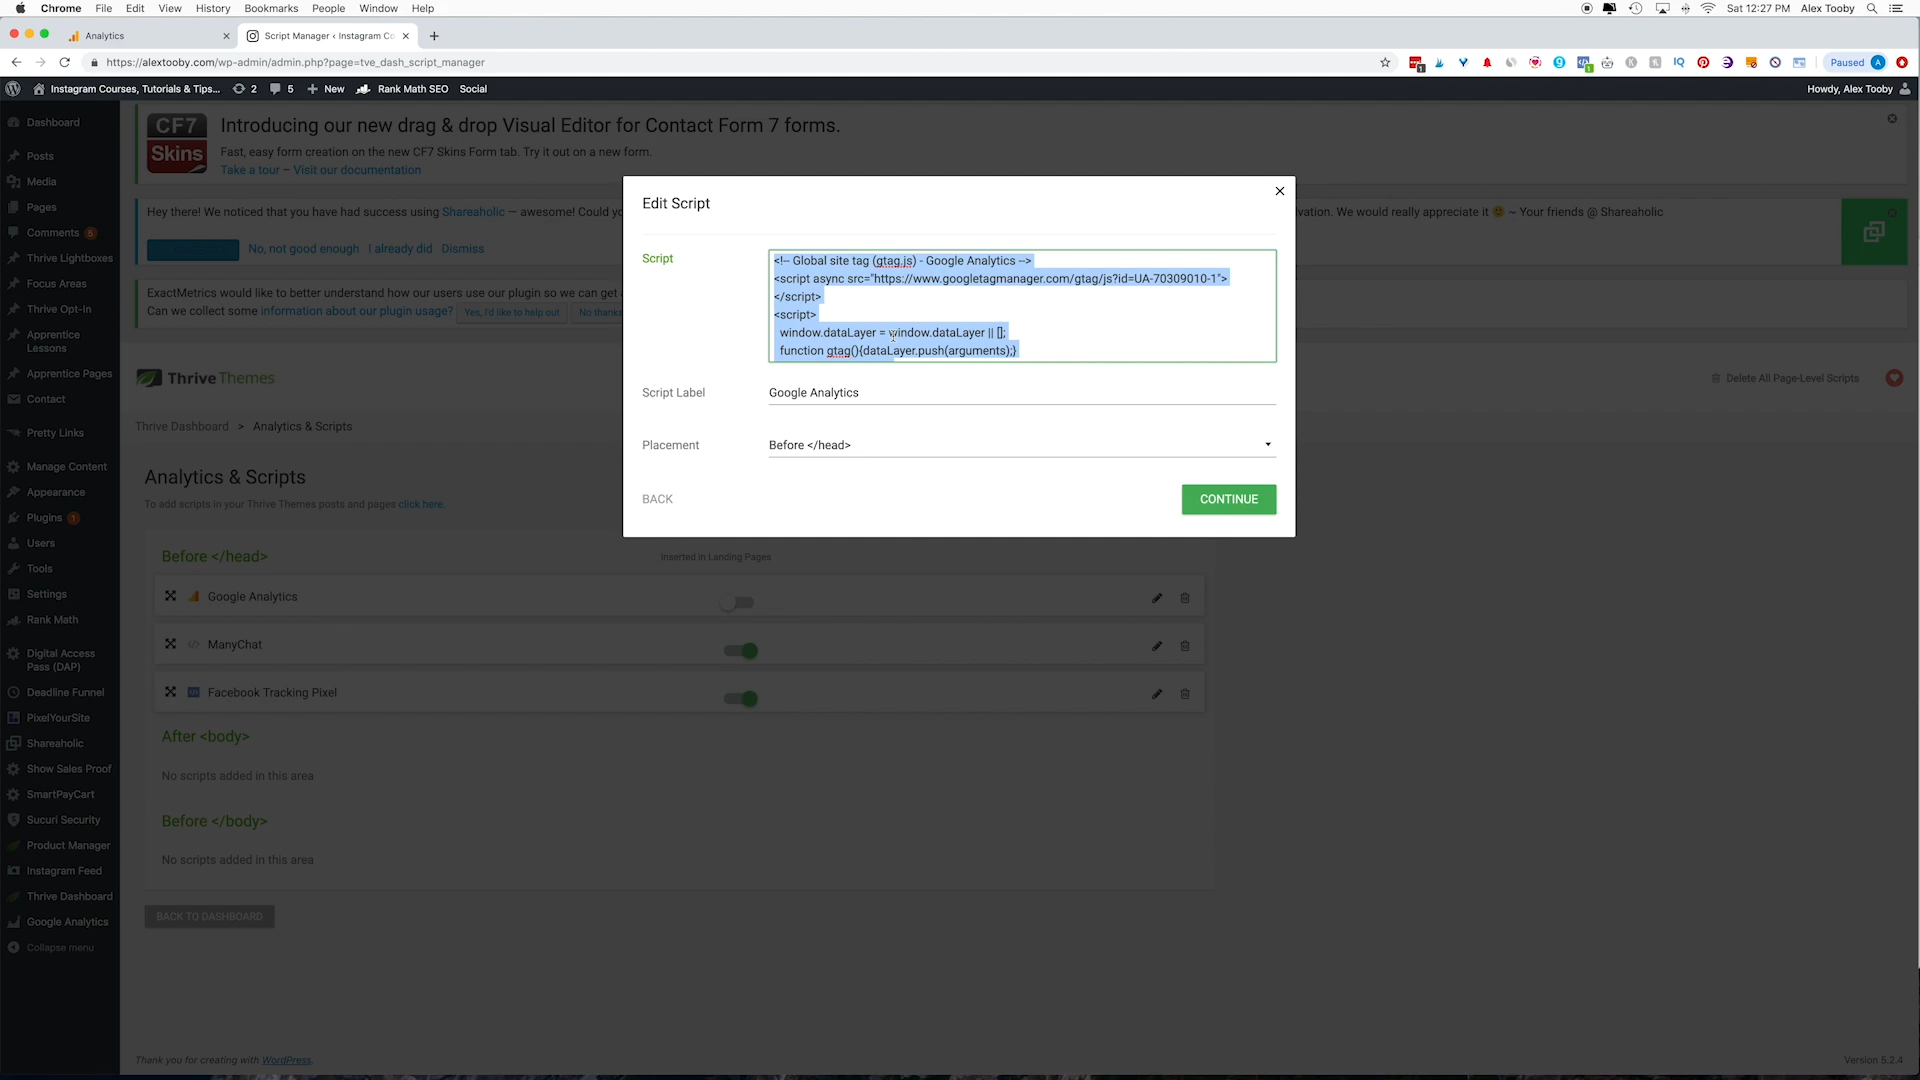 Chrome File Edit View History Bookmarks People Window Help
Sat 12:27 PM Alex Tooby
Analytics
Script Manager ‹ Instagram Co
https://alextooby.com/wp-admin/admin.php?page=tve_dash_script_manager
Paused A
Instagram Courses, Tutorials & Tips... 2 5 New Rank Math SEO Social
Howdy, Alex Tooby
Dashboard
Posts
Media
Pages
Comments 5
Thrive Lightboxes
Focus Areas
Thrive Opt-In
Apprentice
Lessons
Apprentice Pages
Contact
Pretty Links
Manage Content
Appearance
Plugins 1
Users
Tools
Settings
Rank Math
Digital Access
Pass (DAP)
Deadline Funnel
PixelYourSite
Shareaholic
Show Sales Proof
SmartPayCart
Sucuri Security
Product Manager
Instagram Feed
Thrive Dashboard
Google Analytics
Collapse menu
CF7
Skins
Introducing our new drag & drop Visual Editor for Contact Form 7 forms.
Fast, easy form creation on the new CF7 Skins Form tab. Try it out on a new form.
Take a tour – Visit our documentation
Hey there! We noticed that you have had success using Shareaholic — awesome! Could yo
vation. We would really appreciate it 🙂 ~ Your friends @ Shareaholic
No, not good enough I already did Dismiss
ExactMetrics would like to better understand how our users use our plugin so we can get a
Can we collect some information about our plugin usage? Yes, I'd like to help out No thanks
Thrive Themes
Delete All Page-Level Scripts
Thrive Dashboard > Analytics & Scripts
Analytics & Scripts
To add scripts in your Thrive Themes posts and pages click here.
Before </head>
Inserted in Landing Pages
Google Analytics
ManyChat
Facebook Tracking Pixel
After <body>
No scripts added in this area
Before </body>
No scripts added in this area
BACK TO DASHBOARD
Thank you for creating with WordPress.
Version 5.2.4
Edit Script
Script
<!-- Global site tag (gtag.js) - Google Analytics -->
<script async src="https://www.googletagmanager.com/gtag/js?id=UA-70309010-1">
</script>
<script>
window.dataLayer = window.dataLayer || [];
function gtag(){dataLayer.push(arguments);}
Script Label
Google Analytics
Placement
Before </head>
BACK
CONTINUE